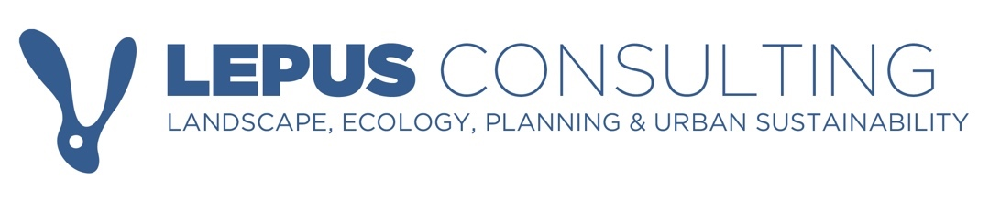 LEPUS CONSULTING
LANDSCAPE, ECOLOGY, PLANNING & URBAN SUSTAINABILITY